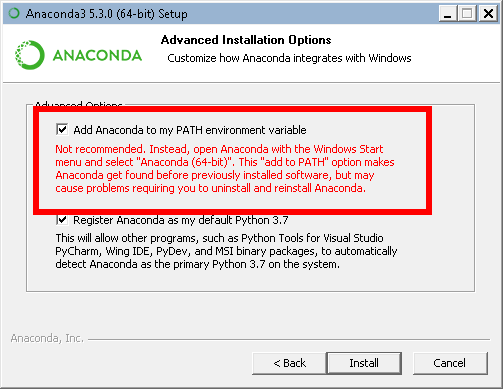 Anaconda3 5.3.0 (64-bit) Setup
ANACONDA
Advanced Installation Options
Customize how Anaconda integrates with Windows
Advanced Options
Add Anaconda to my PATH environment variable
Not recommended. Instead, open Anaconda with the Windows Start
menu and select "Anaconda (64-bit)". This "add to PATH" option makes
Anaconda get found before previously installed software, but may
cause problems requiring you to uninstall and reinstall Anaconda.
Register Anaconda as my default Python 3.7
This will allow other programs, such as Python Tools for Visual Studio
PyCharm, Wing IDE, PyDev, and MSI binary packages, to automatically
detect Anaconda as the primary Python 3.7 on the system.
Anaconda, Inc.
< Back
Install
Cancel